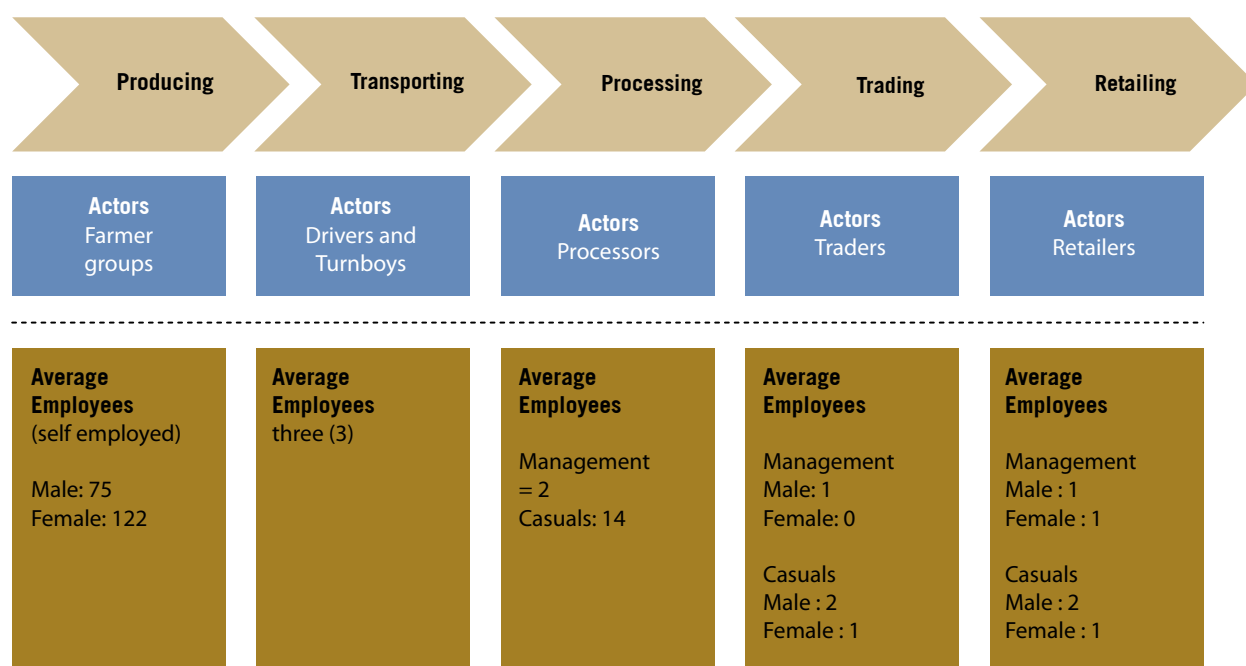 Producing
Transporting
Processing
Trading
Retailing
Actors
Farmer
groups
Actors
Drivers and
Turnboys
Actors
Processors
Actors
Traders
Actors
Retailers
Average
Employees
(self employed)
Male: 75
Female: 122
Average
Employees
three (3)
Average
Employees
Management
= 2
Casuals: 14
Average
Employees
Management
Male: 1
Female: 0
Casuals
Male : 2
Female : 1
Average
Employees
Management
Male : 1
Female : 1
Casuals
Male : 2
Female : 1